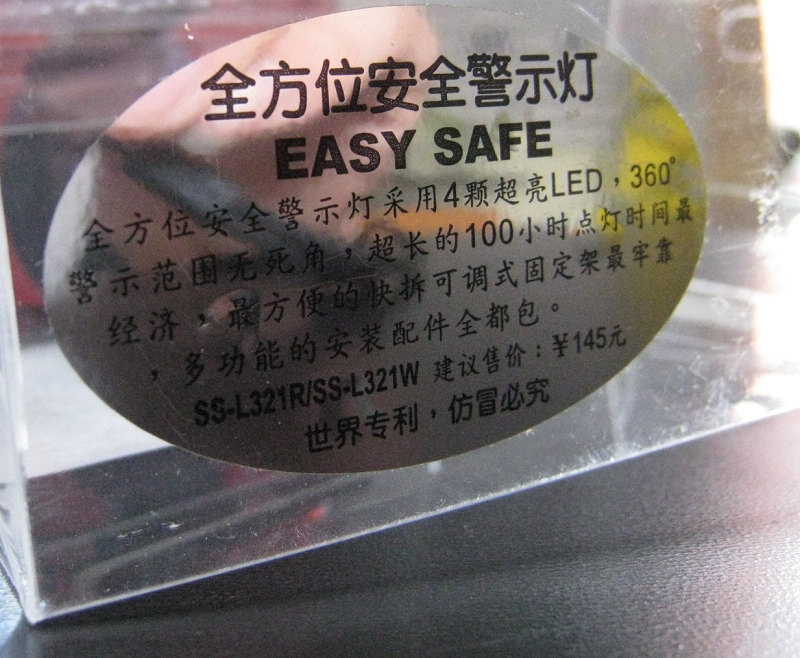 全方位安全警示灯
EASY SAFE
全方位安全警示灯采用4颗超亮LED，360°
警示范围无死角，超长的100小时点灯时间最
经济，最方便的快拆可调式固定架最牢靠
，多功能的安装配件全都包。
SS-L321R/SS-L321W 建议售价：￥145元
世界专利，仿冒必究